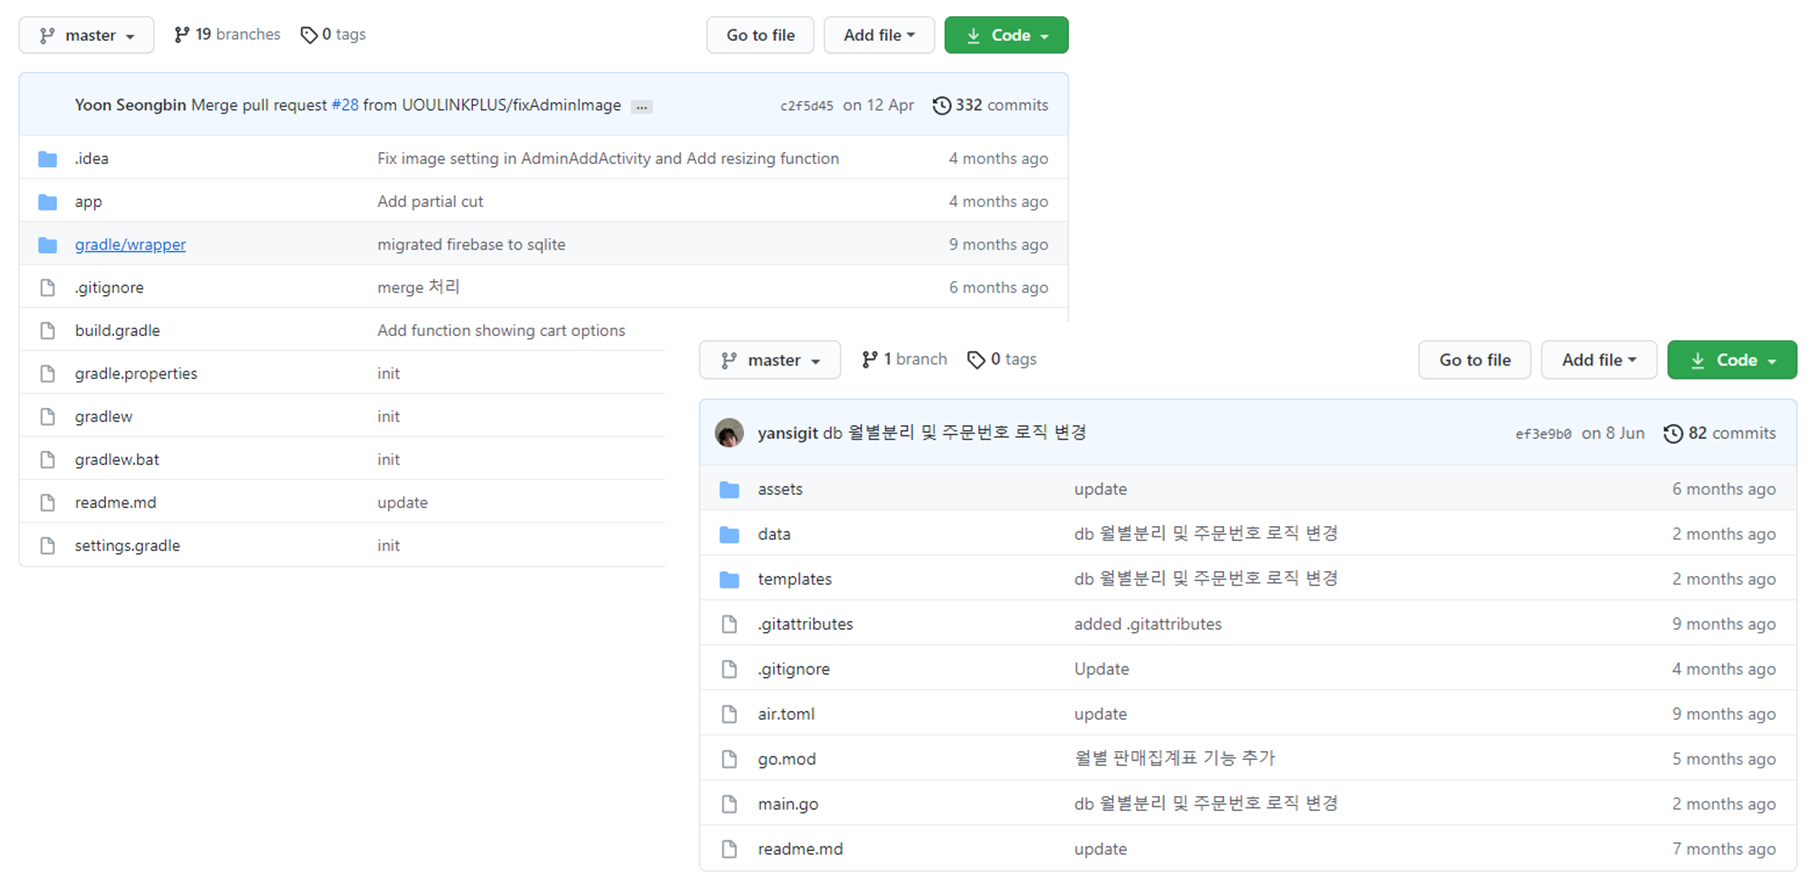 master 19 branches 0 tags Go to file Add file Code
Yoon Seongbin Merge pull request #28 from UOULINKPLUS/fixAdminImage ... c2f5d45 on 12 Apr 332 commits
.idea Fix image setting in AdminAddActivity and Add resizing function 4 months ago
app Add partial cut 4 months ago
gradle/wrapper migrated firebase to sqlite 9 months ago
.gitignore merge 처리 6 months ago
build.gradle Add function showing cart options
gradle.properties init
gradlew init
gradlew.bat init
readme.md update
settings.gradle init
master 1 branch 0 tags Go to file Add file Code
yansigit db 월별분리 및 주문번호 로직 변경 ef3e9b0 on 8 Jun 82 commits
assets update 6 months ago
data db 월별분리 및 주문번호 로직 변경 2 months ago
templates db 월별분리 및 주문번호 로직 변경 2 months ago
.gitattributes added .gitattributes 9 months ago
.gitignore Update 4 months ago
air.toml update 9 months ago
go.mod 월별 판매집계표 기능 추가 5 months ago
main.go db 월별분리 및 주문번호 로직 변경 2 months ago
readme.md update 7 months ago